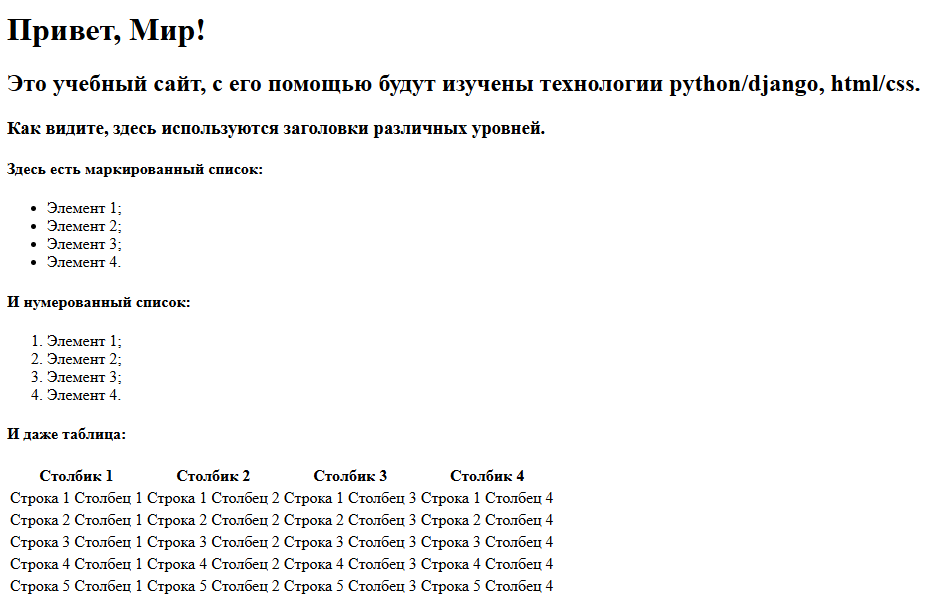 Привет, Мир!
Это учебный сайт, с его помощью будут изучены технологии python/django, html/css.
Как видите, здесь используются заголовки различных уровней.
Здесь есть маркированный список:
• Элемент 1;
• Элемент 2;
• Элемент 3;
• Элемент 4.
И нумерованный список:
1. Элемент 1;
2. Элемент 2;
3. Элемент 3;
4. Элемент 4.
И даже таблица:
Столбик 1 Столбик 2 Столбик 3 Столбик 4
Строка 1 Столбец 1 Строка 1 Столбец 2 Строка 1 Столбец 3 Строка 1 Столбец 4
Строка 2 Столбец 1 Строка 2 Столбец 2 Строка 2 Столбец 3 Строка 2 Столбец 4
Строка 3 Столбец 1 Строка 3 Столбец 2 Строка 3 Столбец 3 Строка 3 Столбец 4
Строка 4 Столбец 1 Строка 4 Столбец 2 Строка 4 Столбец 3 Строка 4 Столбец 4
Строка 5 Столбец 1 Строка 5 Столбец 2 Строка 5 Столбец 3 Строка 5 Столбец 4